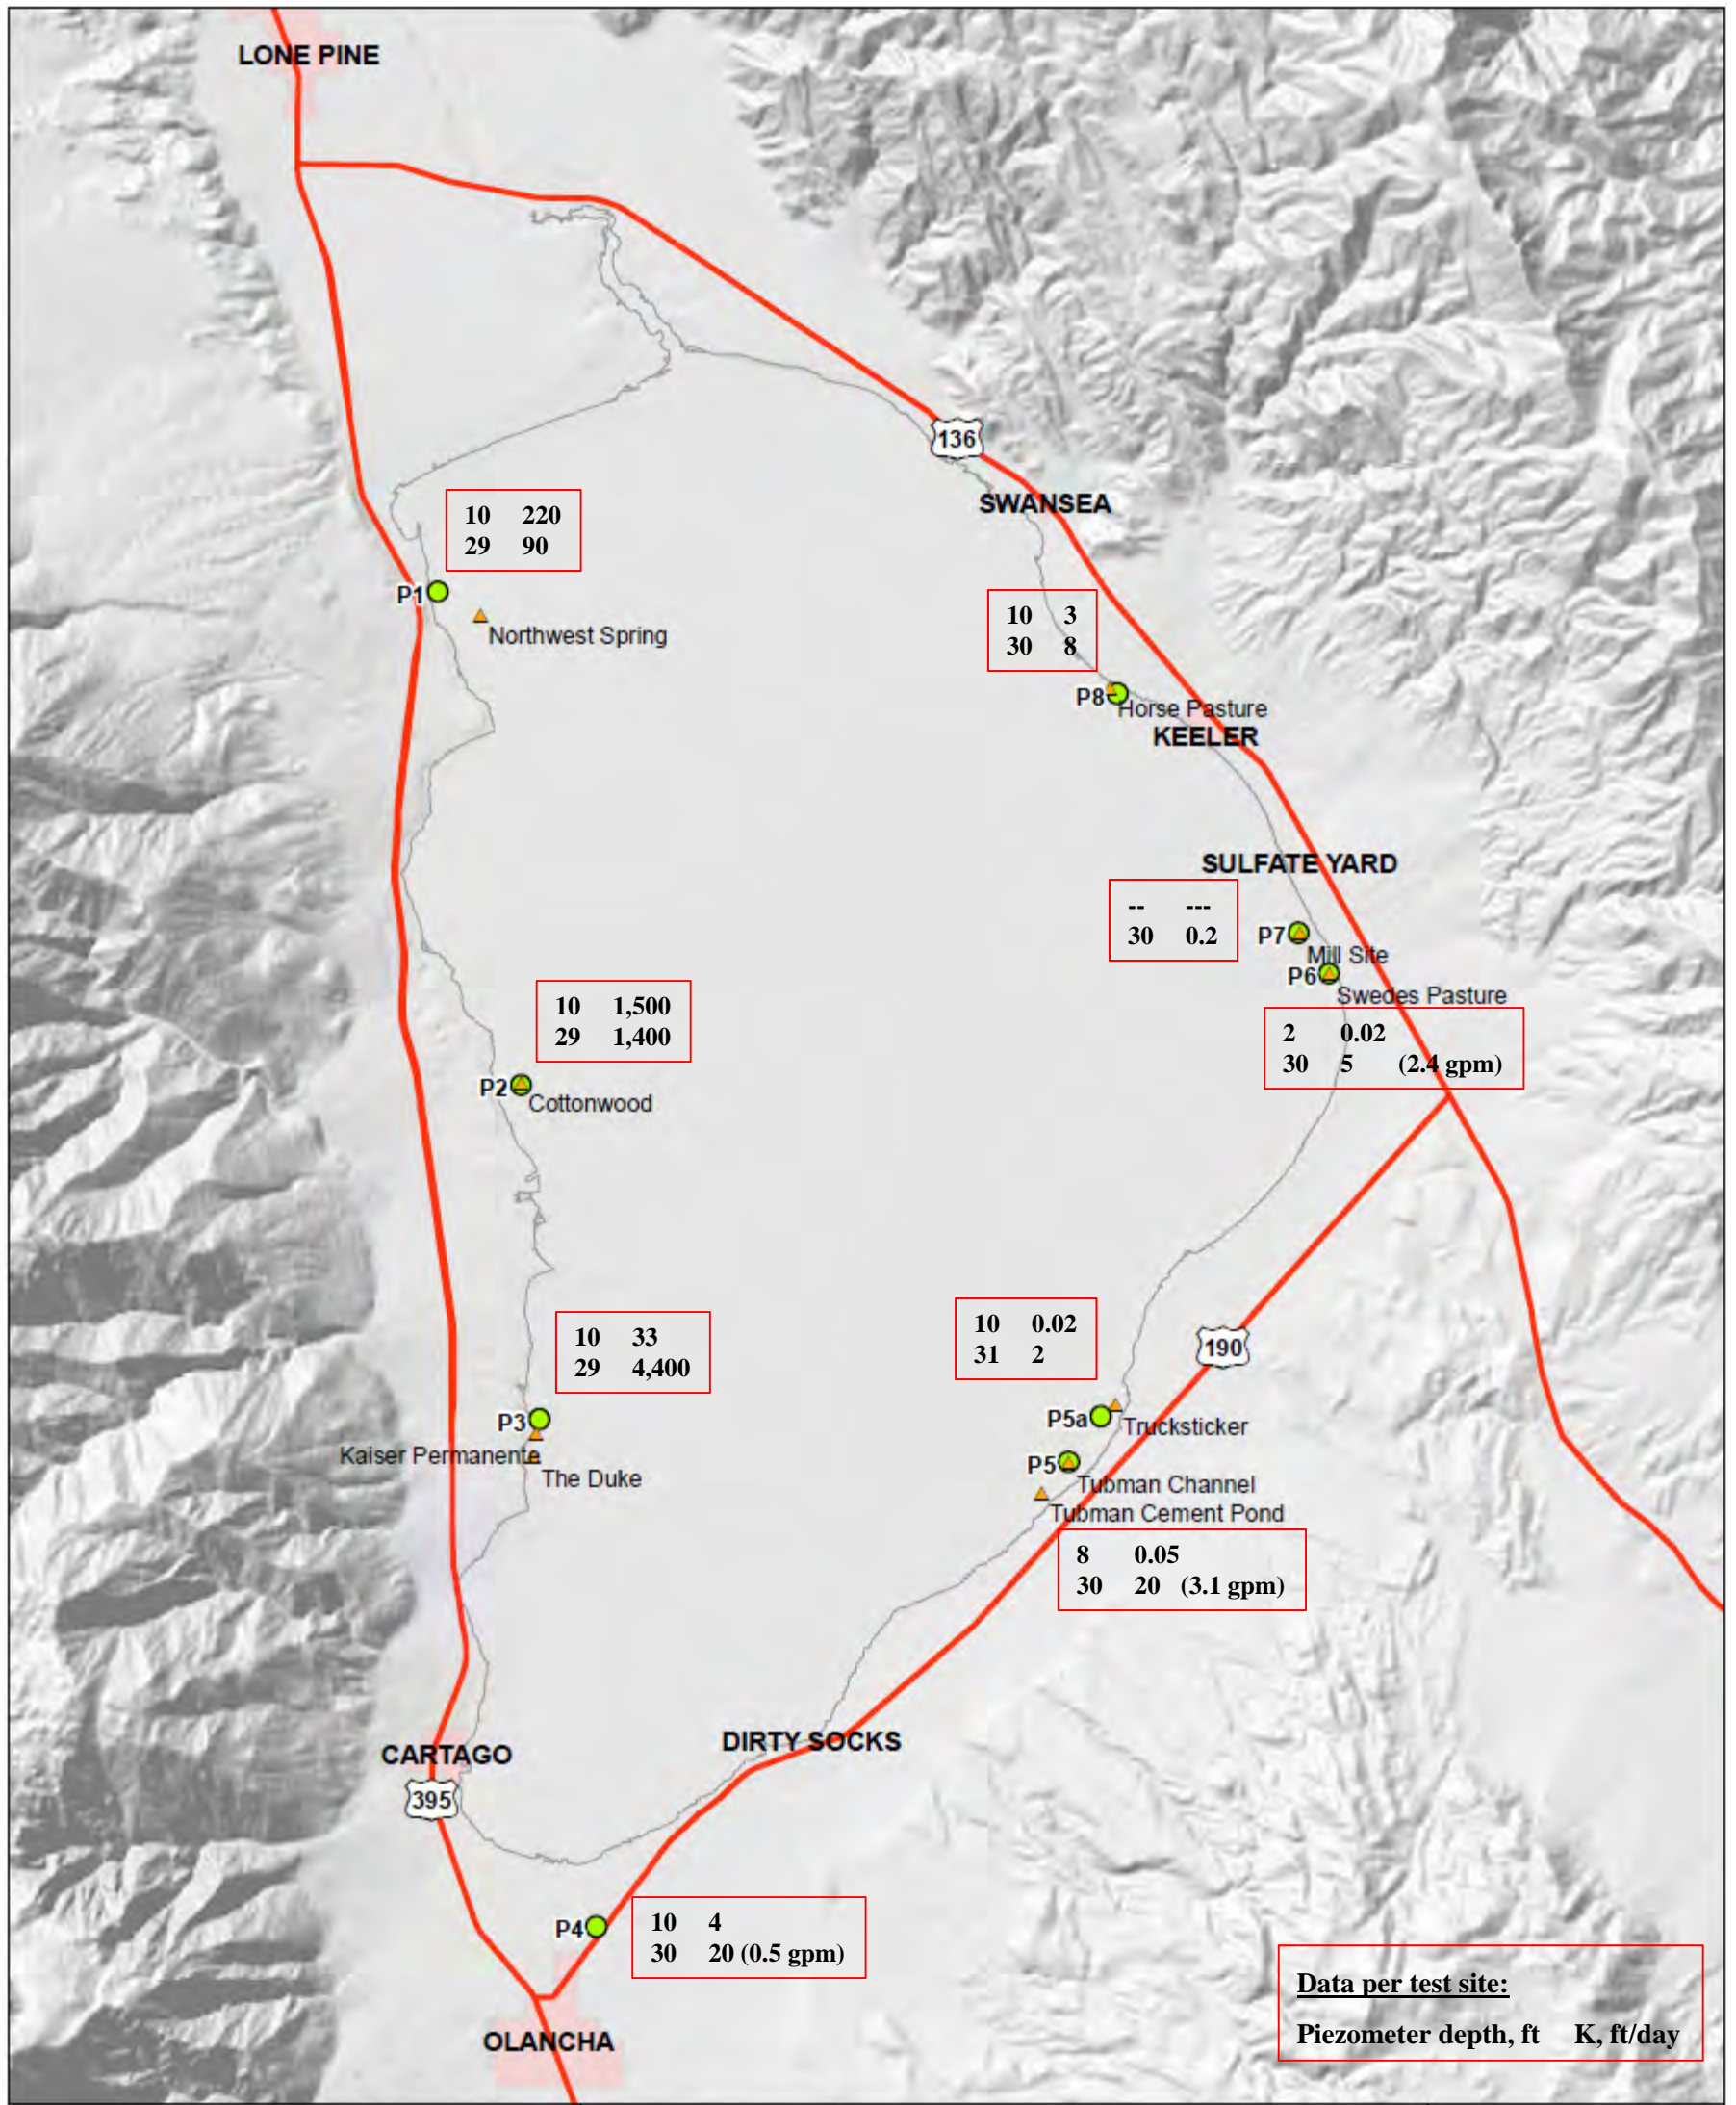 LONE PINE
136
SWANSEA
10 220
29 90
P1
Northwest Spring
10 3
30 8
P8
Horse Pasture
KEELER
SULFATE YARD
-- ---
30 0.2
P7
Mill Site
P6
Swedes Pasture
2 0.02
30 5 (2.4 gpm)
10 1,500
29 1,400
P2
Cottonwood
10 33
29 4,400
P3
Kaiser Permanente
The Duke
10 0.02
31 2
190
P5a
Trucksticker
P5
Tubman Channel
Tubman Cement Pond
8 0.05
30 20 (3.1 gpm)
DIRTY SOCKS
CARTAGO
395
P4
10 4
30 20 (0.5 gpm)
OLANCHA
Data per test site:
Piezometer depth, ft K, ft/day